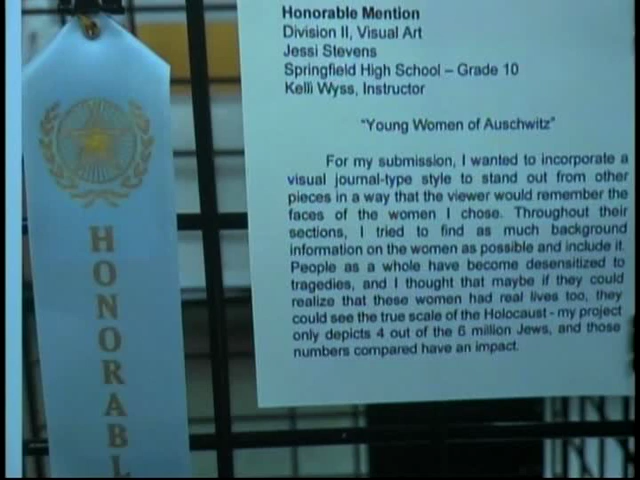 HONORABL
Honorable Mention
Division II, Visual Art
Jessi Stevens
Springfield High School – Grade 10
Kelli Wyss, Instructor
"Young Women of Auschwitz"
For my submission, I wanted to incorporate a
visual journal-type style to stand out from other
pieces in a way that the viewer would remember the
faces of the women I chose. Throughout their
sections, I tried to find as much background
information on the women as possible and include it.
People as a whole have become desensitized to
tragedies, and I thought that maybe if they could
realize that these women had real lives too, they
could see the true scale of the Holocaust - my project
only depicts 4 out of the 6 million Jews, and those
numbers compared have an impact.